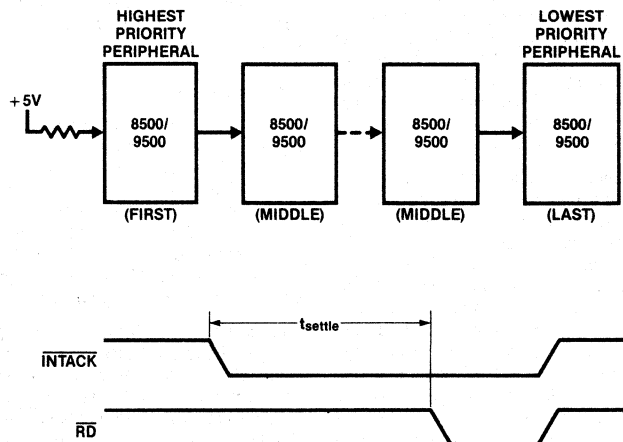 HIGHEST
PRIORITY
PERIPHERAL
LOWEST
PRIORITY
PERIPHERAL
+5V
8500/
9500
8500/
9500
8500/
9500
8500/
9500
(FIRST)
(MIDDLE)
(MIDDLE)
(LAST)
tsettle
INTACK
RD